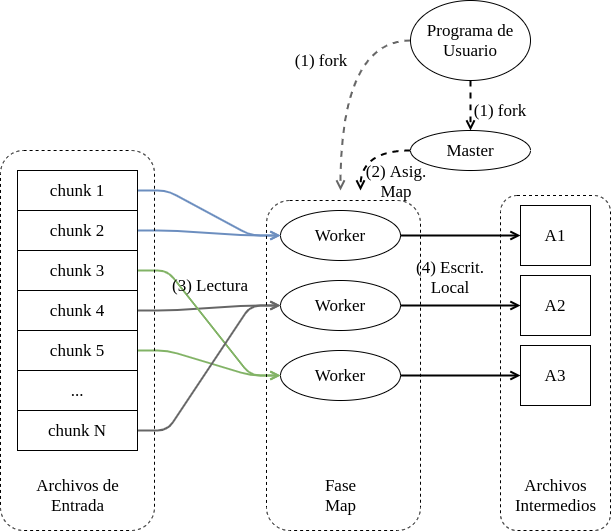 Programa de
Usuario
(1) fork
(1) fork
Master
(2) Asig.
Map
chunk 1
chunk 2
chunk 3
chunk 4
chunk 5
...
chunk N
(3) Lectura
Worker
Worker
Worker
(4) Escrit.
Local
A1
A2
A3
Archivos de
Entrada
Fase
Map
Archivos
Intermedios